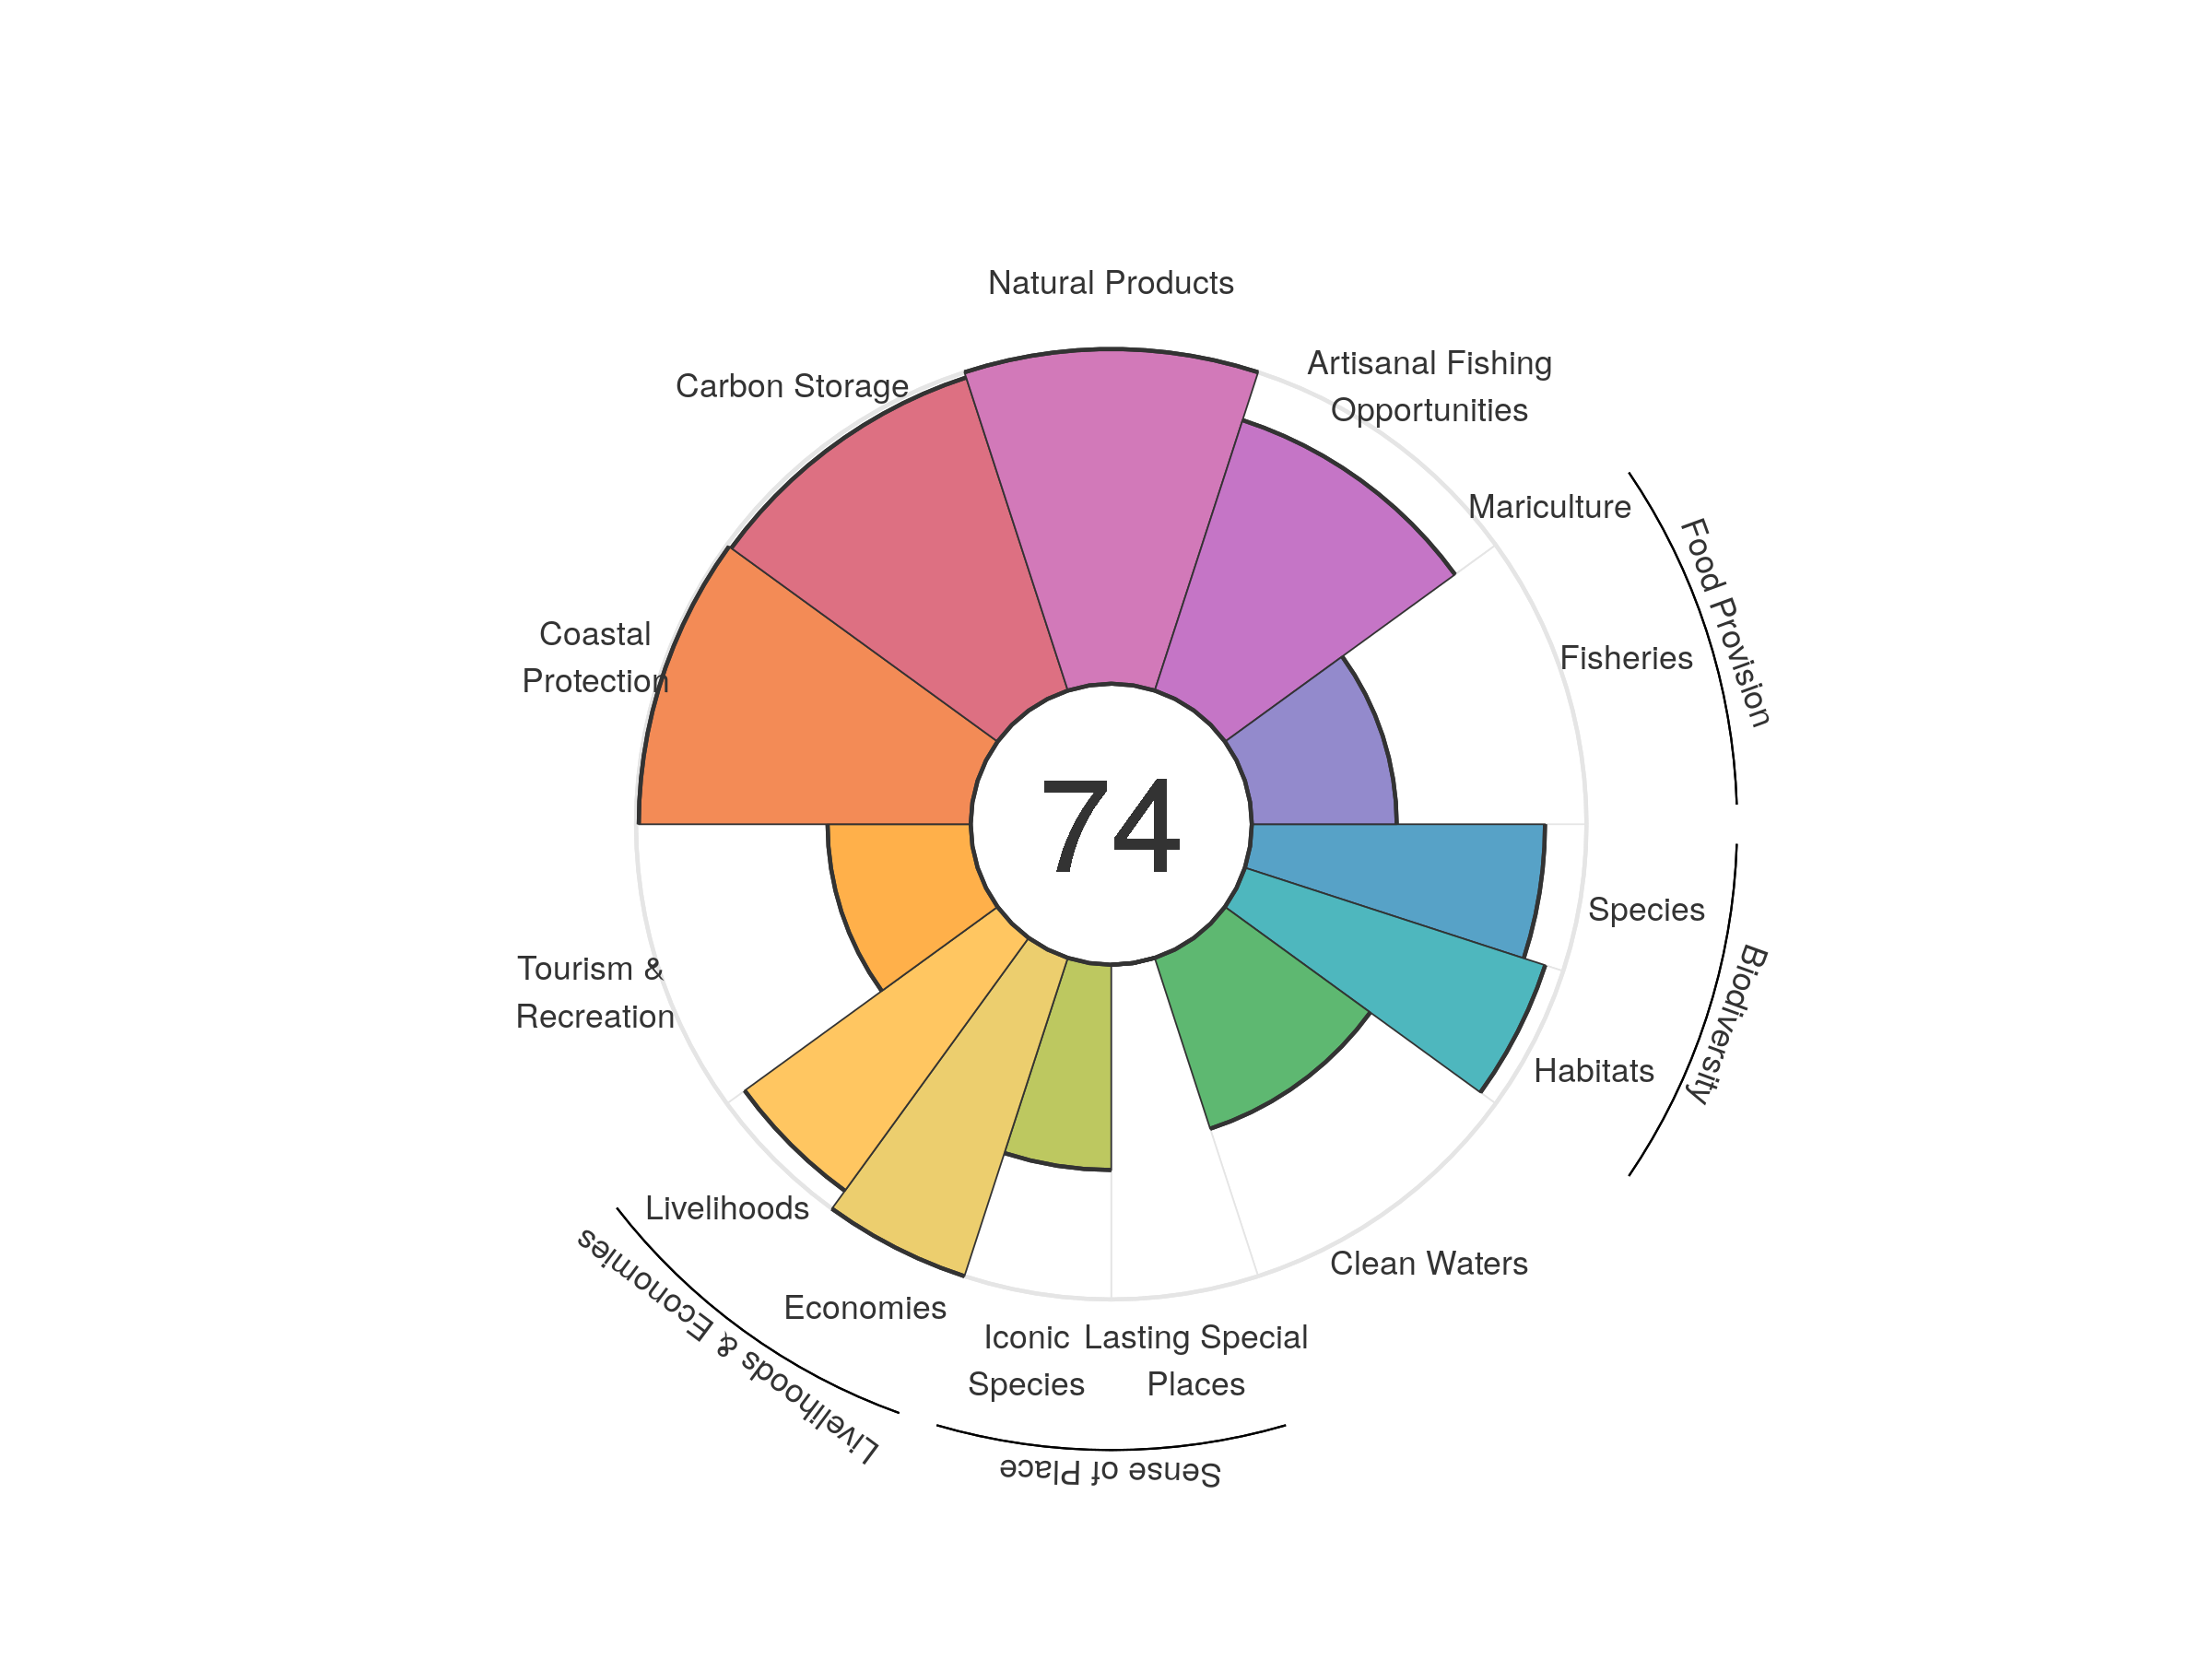 Natural Products
Artisanal Fishing
Opportunities
Carbon Storage
Mariculture
Food Provision
Fisheries
Coastal
Protection
74
Species
Biodiversity
Habitats
Tourism &
Recreation
Livelihoods
Livelihoods & Economies
Economies
Clean Waters
Iconic
Species
Lasting Special
Places
Sense of Place